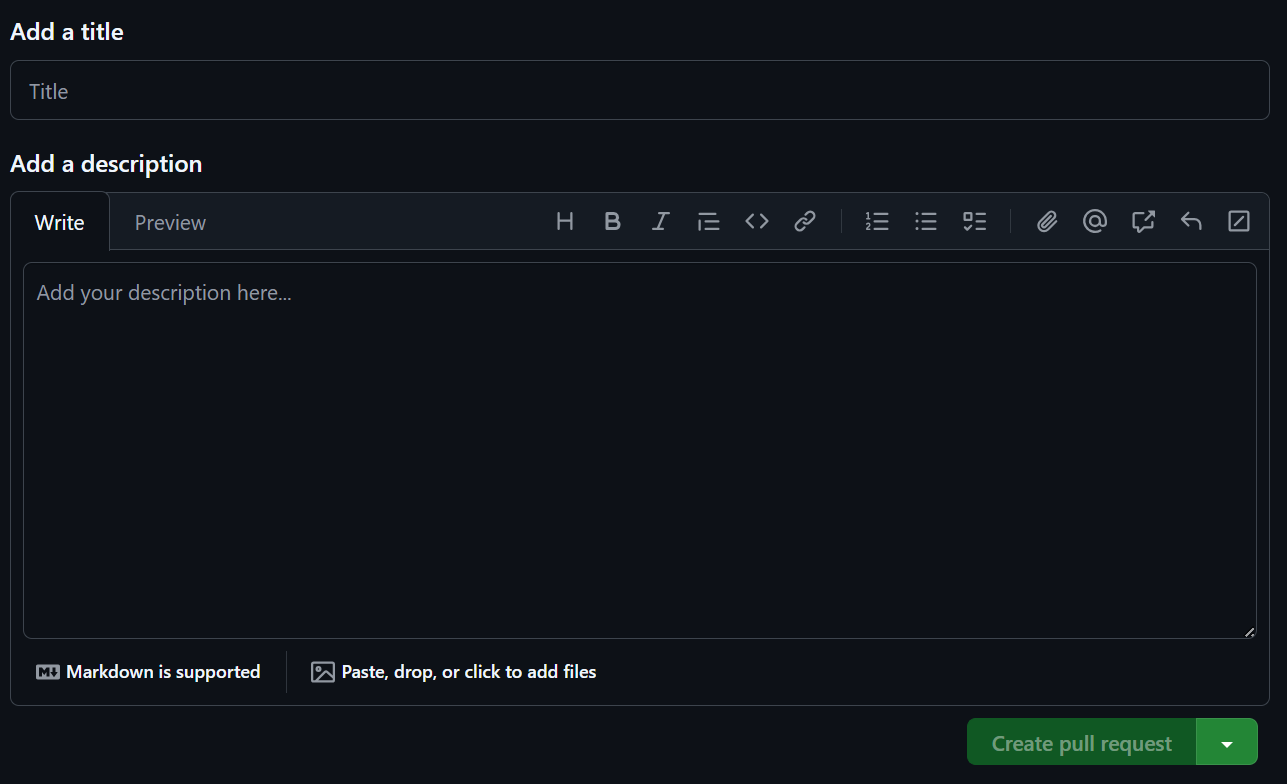 Add a title
Title
Add a description
Write Preview
Add your description here...
Markdown is supported Paste, drop, or click to add files
Create pull request